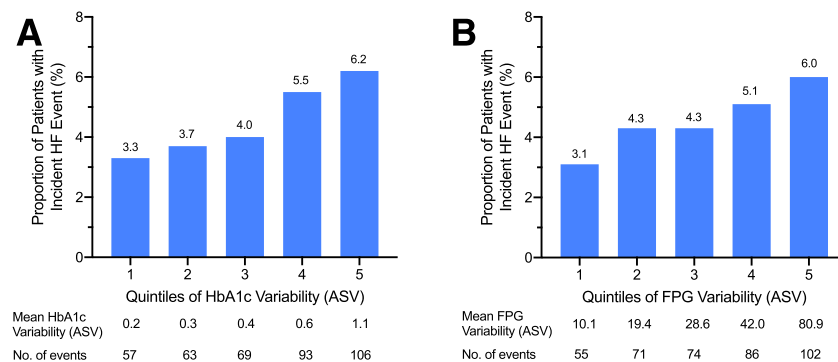 A
Proportion of Patients with
Incident HF Event (%)
8
6
4
2
0
3.3
3.7
4.0
5.5
6.2
1 2 3 4 5
Quintiles of HbA1c Variability (ASV)
Mean HbA1c
Variability (ASV) 0.2 0.3 0.4 0.6 1.1
No. of events 57 63 69 93 106
B
Proportion of Patients with
Incident HF Event (%)
8
6
4
2
0
3.1
4.3
4.3
5.1
6.0
1 2 3 4 5
Quintiles of FPG Variability (ASV)
Mean FPG
Variability (ASV) 10.1 19.4 28.6 42.0 80.9
No. of events 55 71 74 86 102